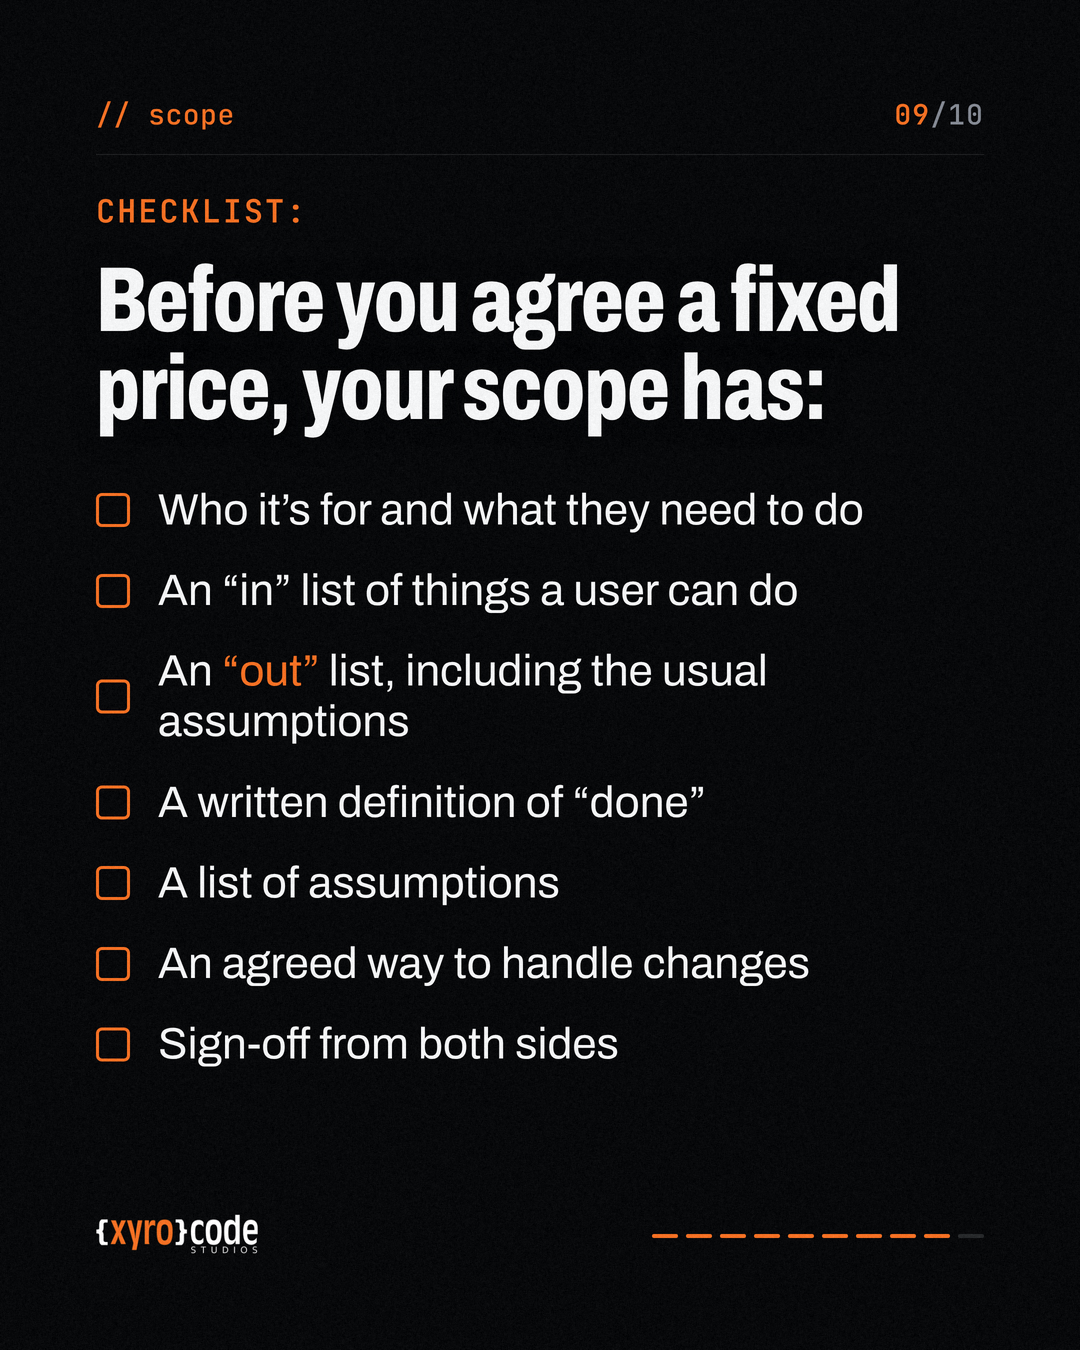 // scope
09/10
CHECKLIST:
Before you agree a fixed
price, your scope has:
Who it’s for and what they need to do
An “in” list of things a user can do
An “out” list, including the usual
assumptions
A written definition of “done”
A list of assumptions
An agreed way to handle changes
Sign-off from both sides
{xyro}code
STUDIOS